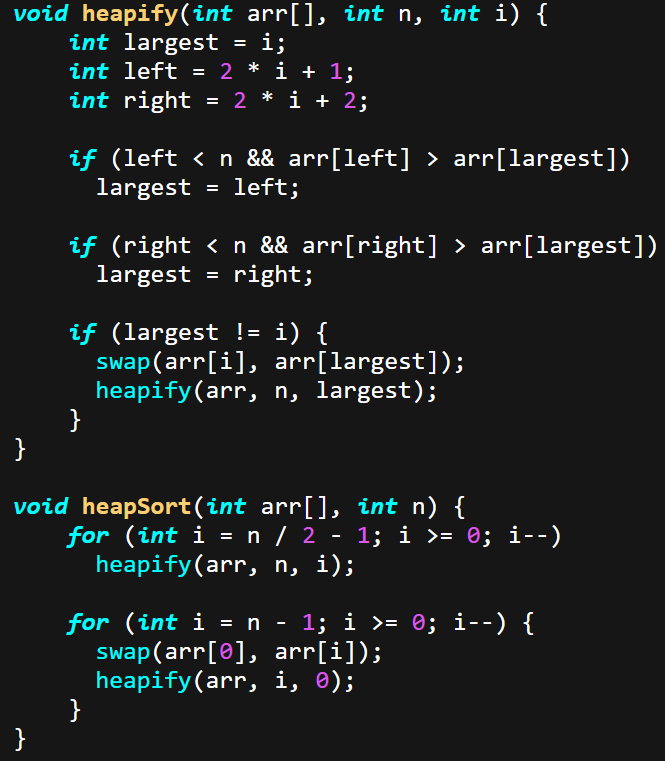 void heapify(int arr[], int n, int i) {
    int largest = i;
    int left = 2 * i + 1;
    int right = 2 * i + 2;

    if (left < n && arr[left] > arr[largest])
      largest = left;

    if (right < n && arr[right] > arr[largest])
      largest = right;

    if (largest != i) {
      swap(arr[i], arr[largest]);
      heapify(arr, n, largest);
    }
}

void heapSort(int arr[], int n) {
    for (int i = n / 2 - 1; i >= 0; i--)
      heapify(arr, n, i);

    for (int i = n - 1; i >= 0; i--) {
      swap(arr[0], arr[i]);
      heapify(arr, i, 0);
    }
}